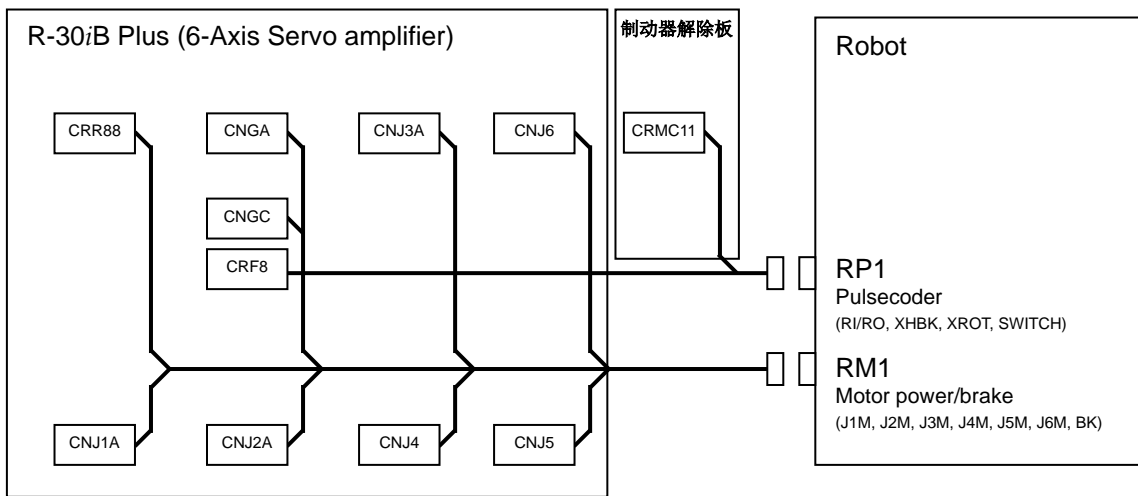 R-30iB Plus (6-Axis Servo amplifier)
制动器解除板
Robot
CRR88
CNGA
CNJ3A
CNJ6
CRMC11
CNGC
CRF8
RP1
Pulsecoder
(RI/RO, XHBK, XROT, SWITCH)
RM1
Motor power/brake
(J1M, J2M, J3M, J4M, J5M, J6M, BK)
CNJ1A
CNJ2A
CNJ4
CNJ5